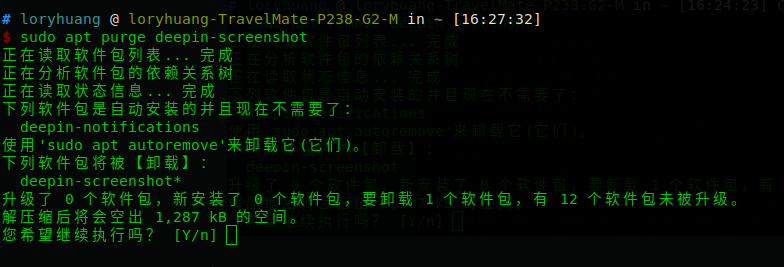 # loryhuang @ loryhuang-TravelMate-P238-G2-M in ~ [16:27:32]
$ sudo apt purge deepin-screenshot
正在读取软件包列表... 完成
正在分析软件包的依赖关系树
正在读取状态信息... 完成
下列软件包是自动安装的并且现在不需要了：
  deepin-notifications
使用'sudo apt autoremove'来卸载它(它们)。
下列软件包将被【卸载】：
  deepin-screenshot*
升级了 0 个软件包，新安装了 0 个软件包，要卸载 1 个软件包，有 12 个软件包未被升级。
解压缩后将会空出 1,287 kB 的空间。
您希望继续执行吗？ [Y/n]